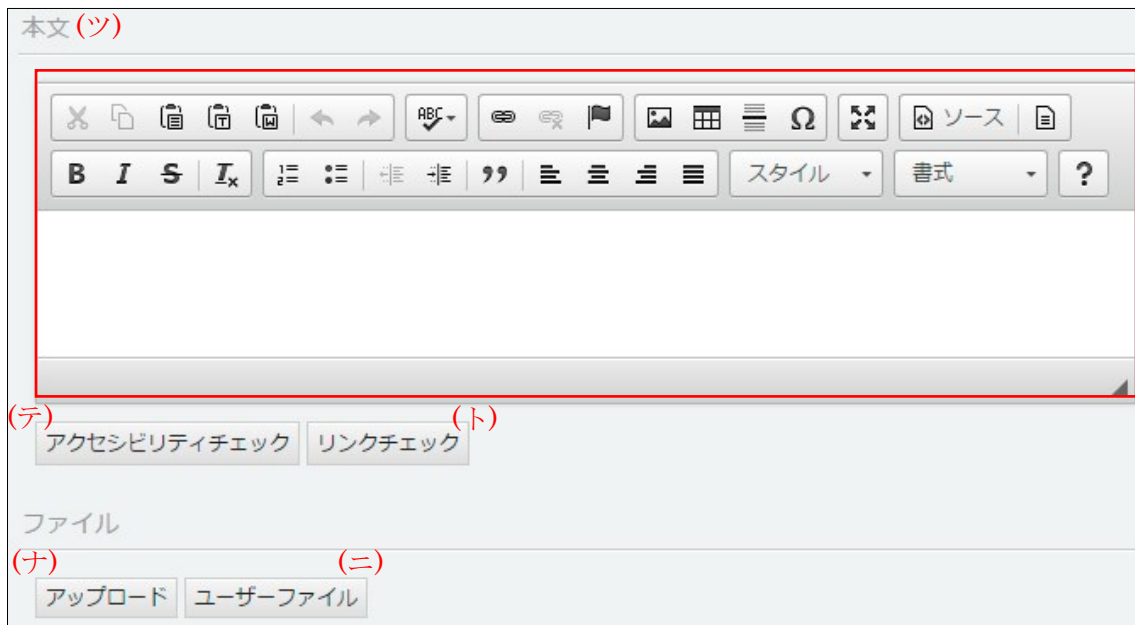 本文 (ツ)
ABC
Ω
ソース
B I S Ix
スタイル 書式 ?
(テ) (ト)
アクセシビリティチェック リンクチェック
ファイル
(ナ) (ニ)
アップロード ユーザーファイル